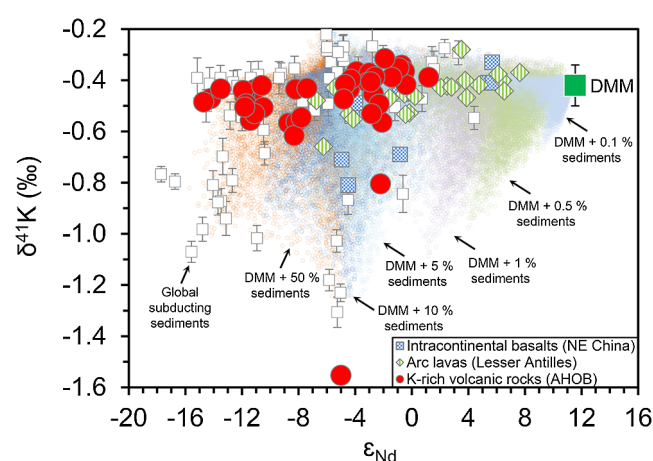 -0.2
-0.4
-0.6
-0.8
-1.0
-1.2
-1.4
-1.6
δ⁴¹K (‰)
DMM
DMM + 0.1 %
sediments
DMM + 0.5 %
sediments
DMM + 1 %
sediments
DMM + 5 %
sediments
DMM + 10 %
sediments
DMM + 50 %
sediments
Global
subducting
sediments
Intracontinental basalts (NE China)
Arc lavas (Lesser Antilles)
K-rich volcanic rocks (AHOB)
-20 -16 -12 -8 -4 0 4 8 12 16
εNd